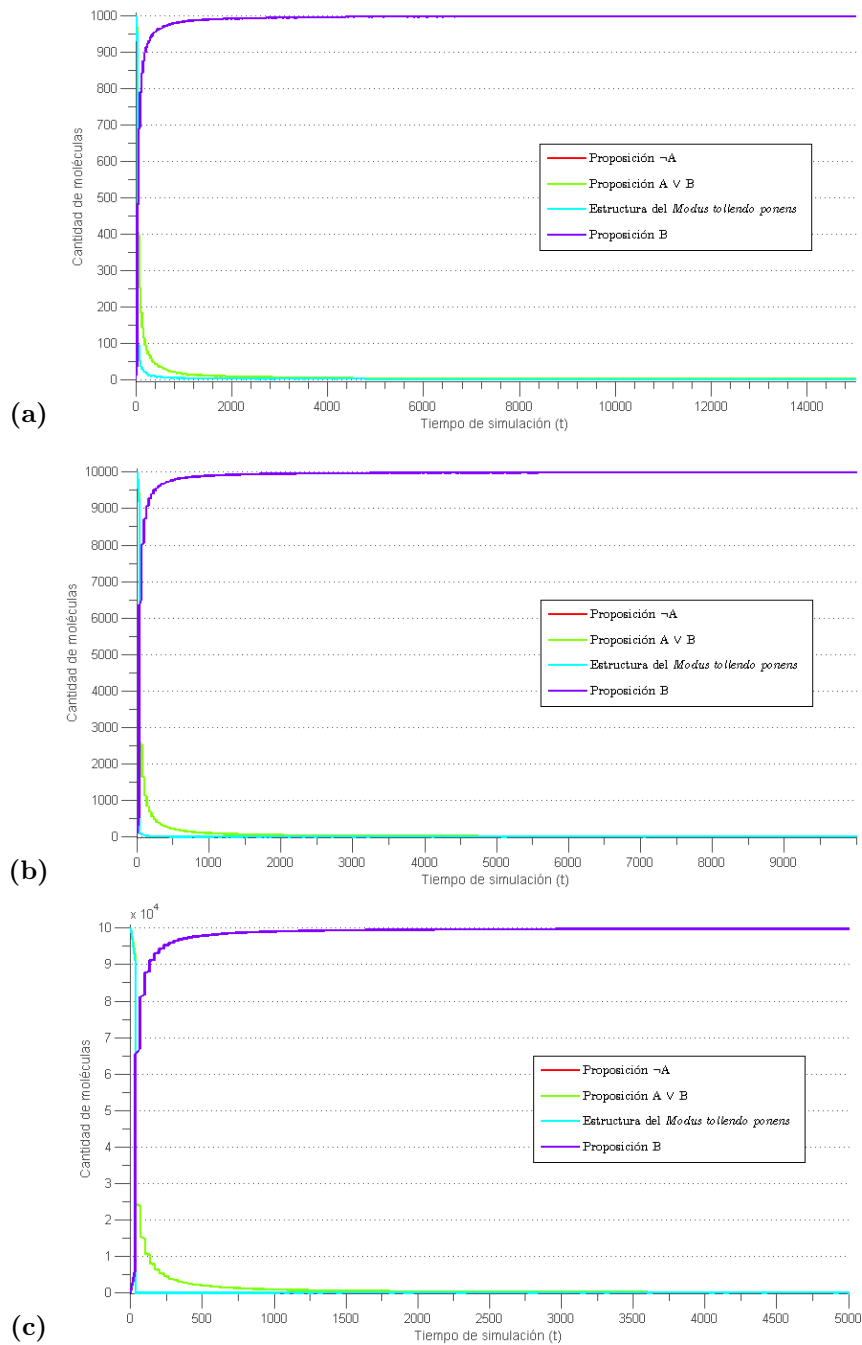 1000
900
800
700
600
500
400
300
200
100
0
Cantidad de moléculas
Proposición ¬A
Proposición A ∨ B
Estructura del Modus tollendo ponens
Proposición B
0 2000 4000 6000 8000 10000 12000 14000
Tiempo de simulación (t)
(a)
10000
9000
8000
7000
6000
5000
4000
3000
2000
1000
0
Cantidad de moléculas
Proposición ¬A
Proposición A ∨ B
Estructura del Modus tollendo ponens
Proposición B
0 1000 2000 3000 4000 5000 6000 7000 8000 9000
Tiempo de simulación (t)
(b)
x 10^4
10
9
8
7
6
5
4
3
2
1
0
Cantidad de moléculas
Proposición ¬A
Proposición A ∨ B
Estructura del Modus tollendo ponens
Proposición B
0 500 1000 1500 2000 2500 3000 3500 4000 4500 5000
Tiempo de simulación (t)
(c)